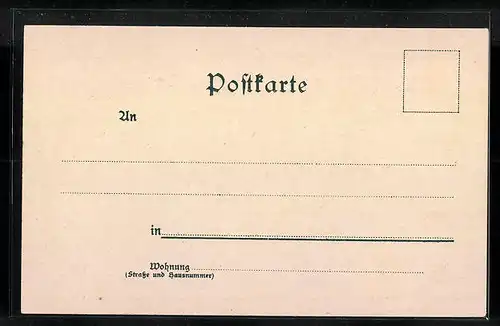 Postkarte
An
in
Wohnung
(Straße und Hausnummer)